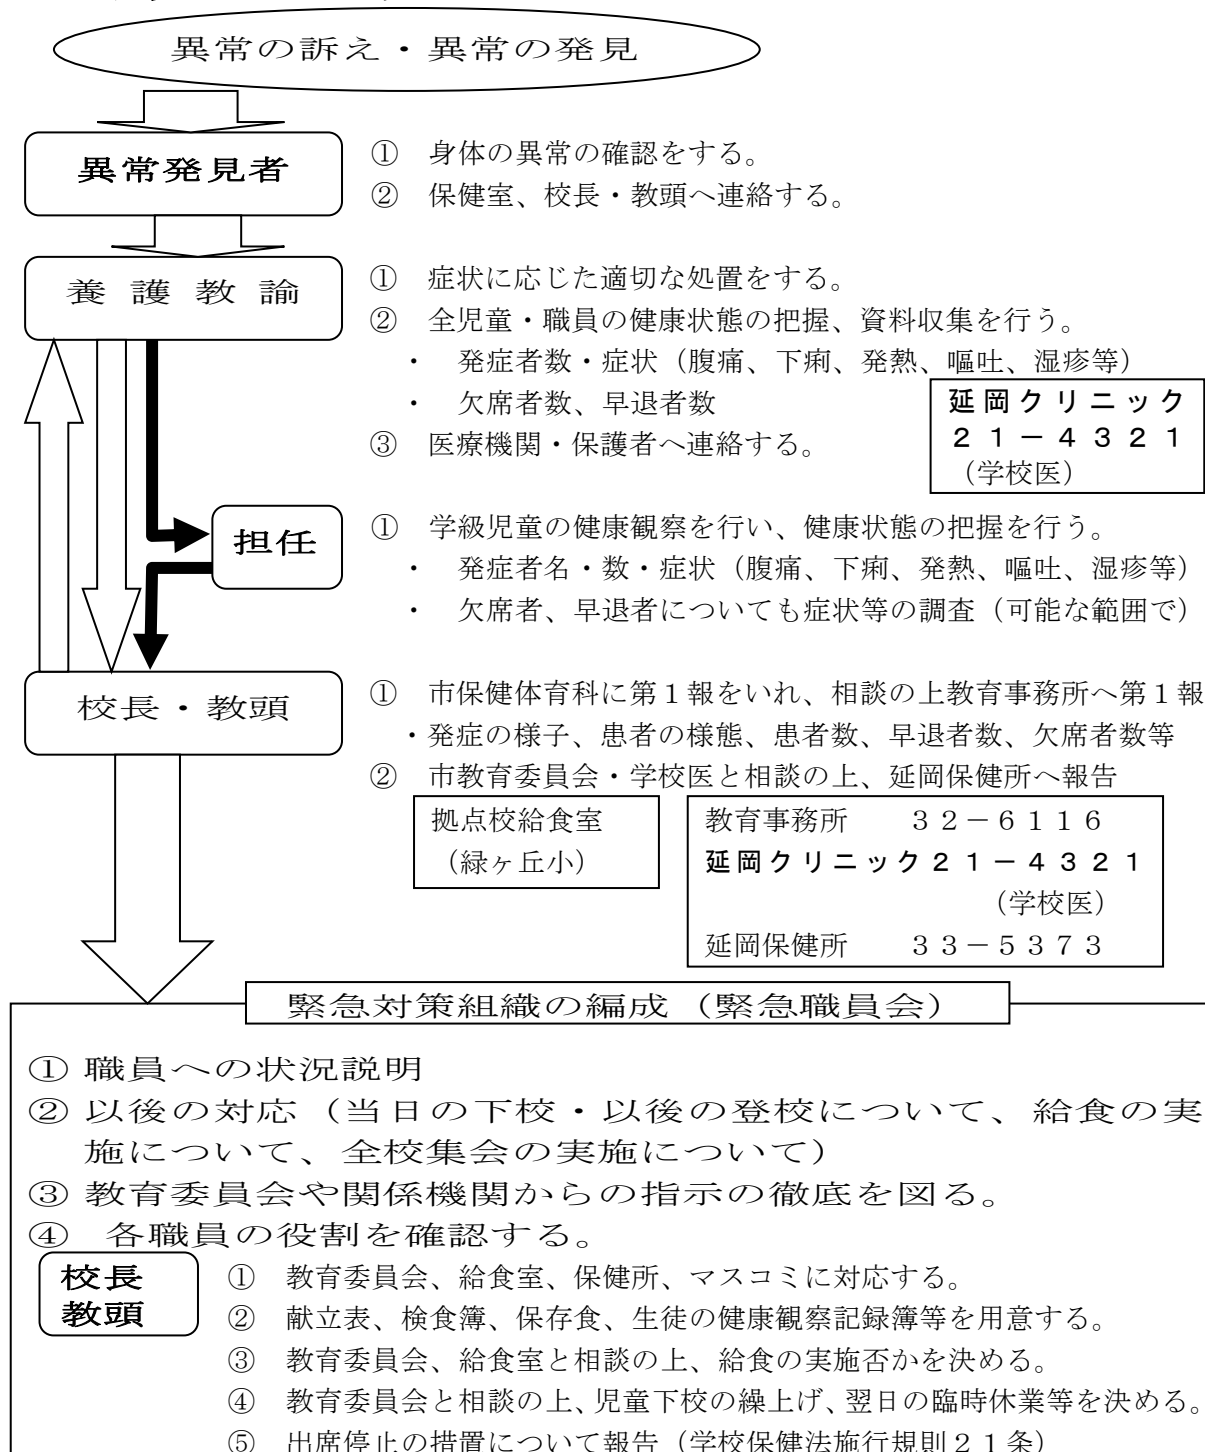 異常の訴え・異常の発見
異常発見者
① 身体の異常の確認をする。
② 保健室、校長・教頭へ連絡する。
養護教諭
① 症状に応じた適切な処置をする。
② 全児童・職員の健康状態の把握、資料収集を行う。
・ 発症者数・症状（腹痛、下痢、発熱、嘔吐、湿疹等）
・ 欠席者数、早退者数
③ 医療機関・保護者へ連絡する。
延岡クリニック
２１－４３２１
（学校医）
担任
① 学級児童の健康観察を行い、健康状態の把握を行う。
・ 発症者名・数・症状（腹痛、下痢、発熱、嘔吐、湿疹等）
・ 欠席者、早退者についても症状等の調査（可能な範囲で）
校長・教頭
① 市保健体育科に第１報をいれ、相談の上教育事務所へ第１報
・発症の様子、患者の様態、患者数、早退者数、欠席者数等
② 市教育委員会・学校医と相談の上、延岡保健所へ報告
拠点校給食室
（緑ヶ丘小）
教育事務所 ３２－６１１６
延岡クリニック２１－４３２１
（学校医）
延岡保健所 ３３－５３７３
緊急対策組織の編成（緊急職員会）
① 職員への状況説明
② 以後の対応（当日の下校・以後の登校について、給食の実
施について、全校集会の実施について）
③ 教育委員会や関係機関からの指示の徹底を図る。
④ 各職員の役割を確認する。
校長
教頭
① 教育委員会、給食室、保健所、マスコミに対応する。
② 献立表、検食簿、保存食、生徒の健康観察記録簿等を用意する。
③ 教育委員会、給食室と相談の上、給食の実施否かを決める。
④ 教育委員会と相談の上、児童下校の繰上げ、翌日の臨時休業等を決める。
⑤ 出席停止の措置について報告（学校保健法施行規則２１条）